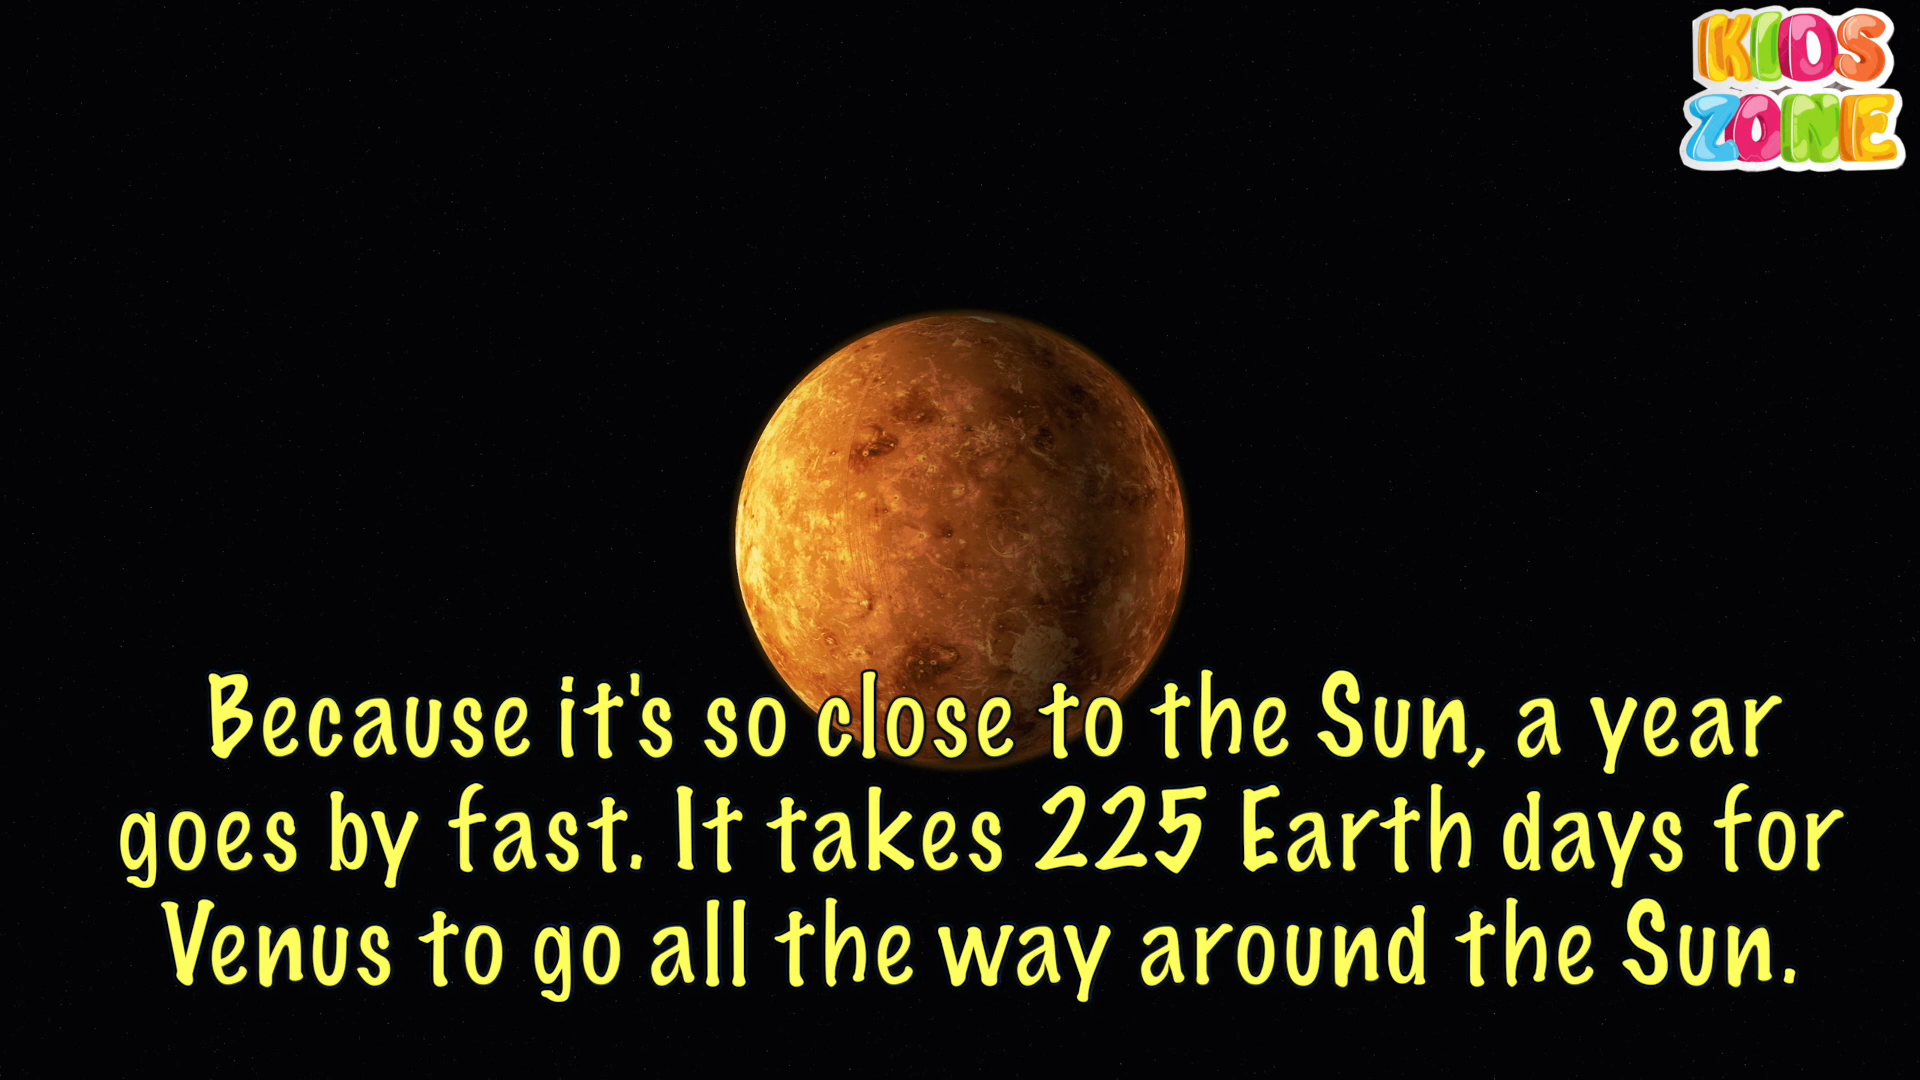 KIDS
ZONE
Because it's so close to the Sun, a year
goes by fast. It takes 225 Earth days for
Venus to go all the way around the Sun.